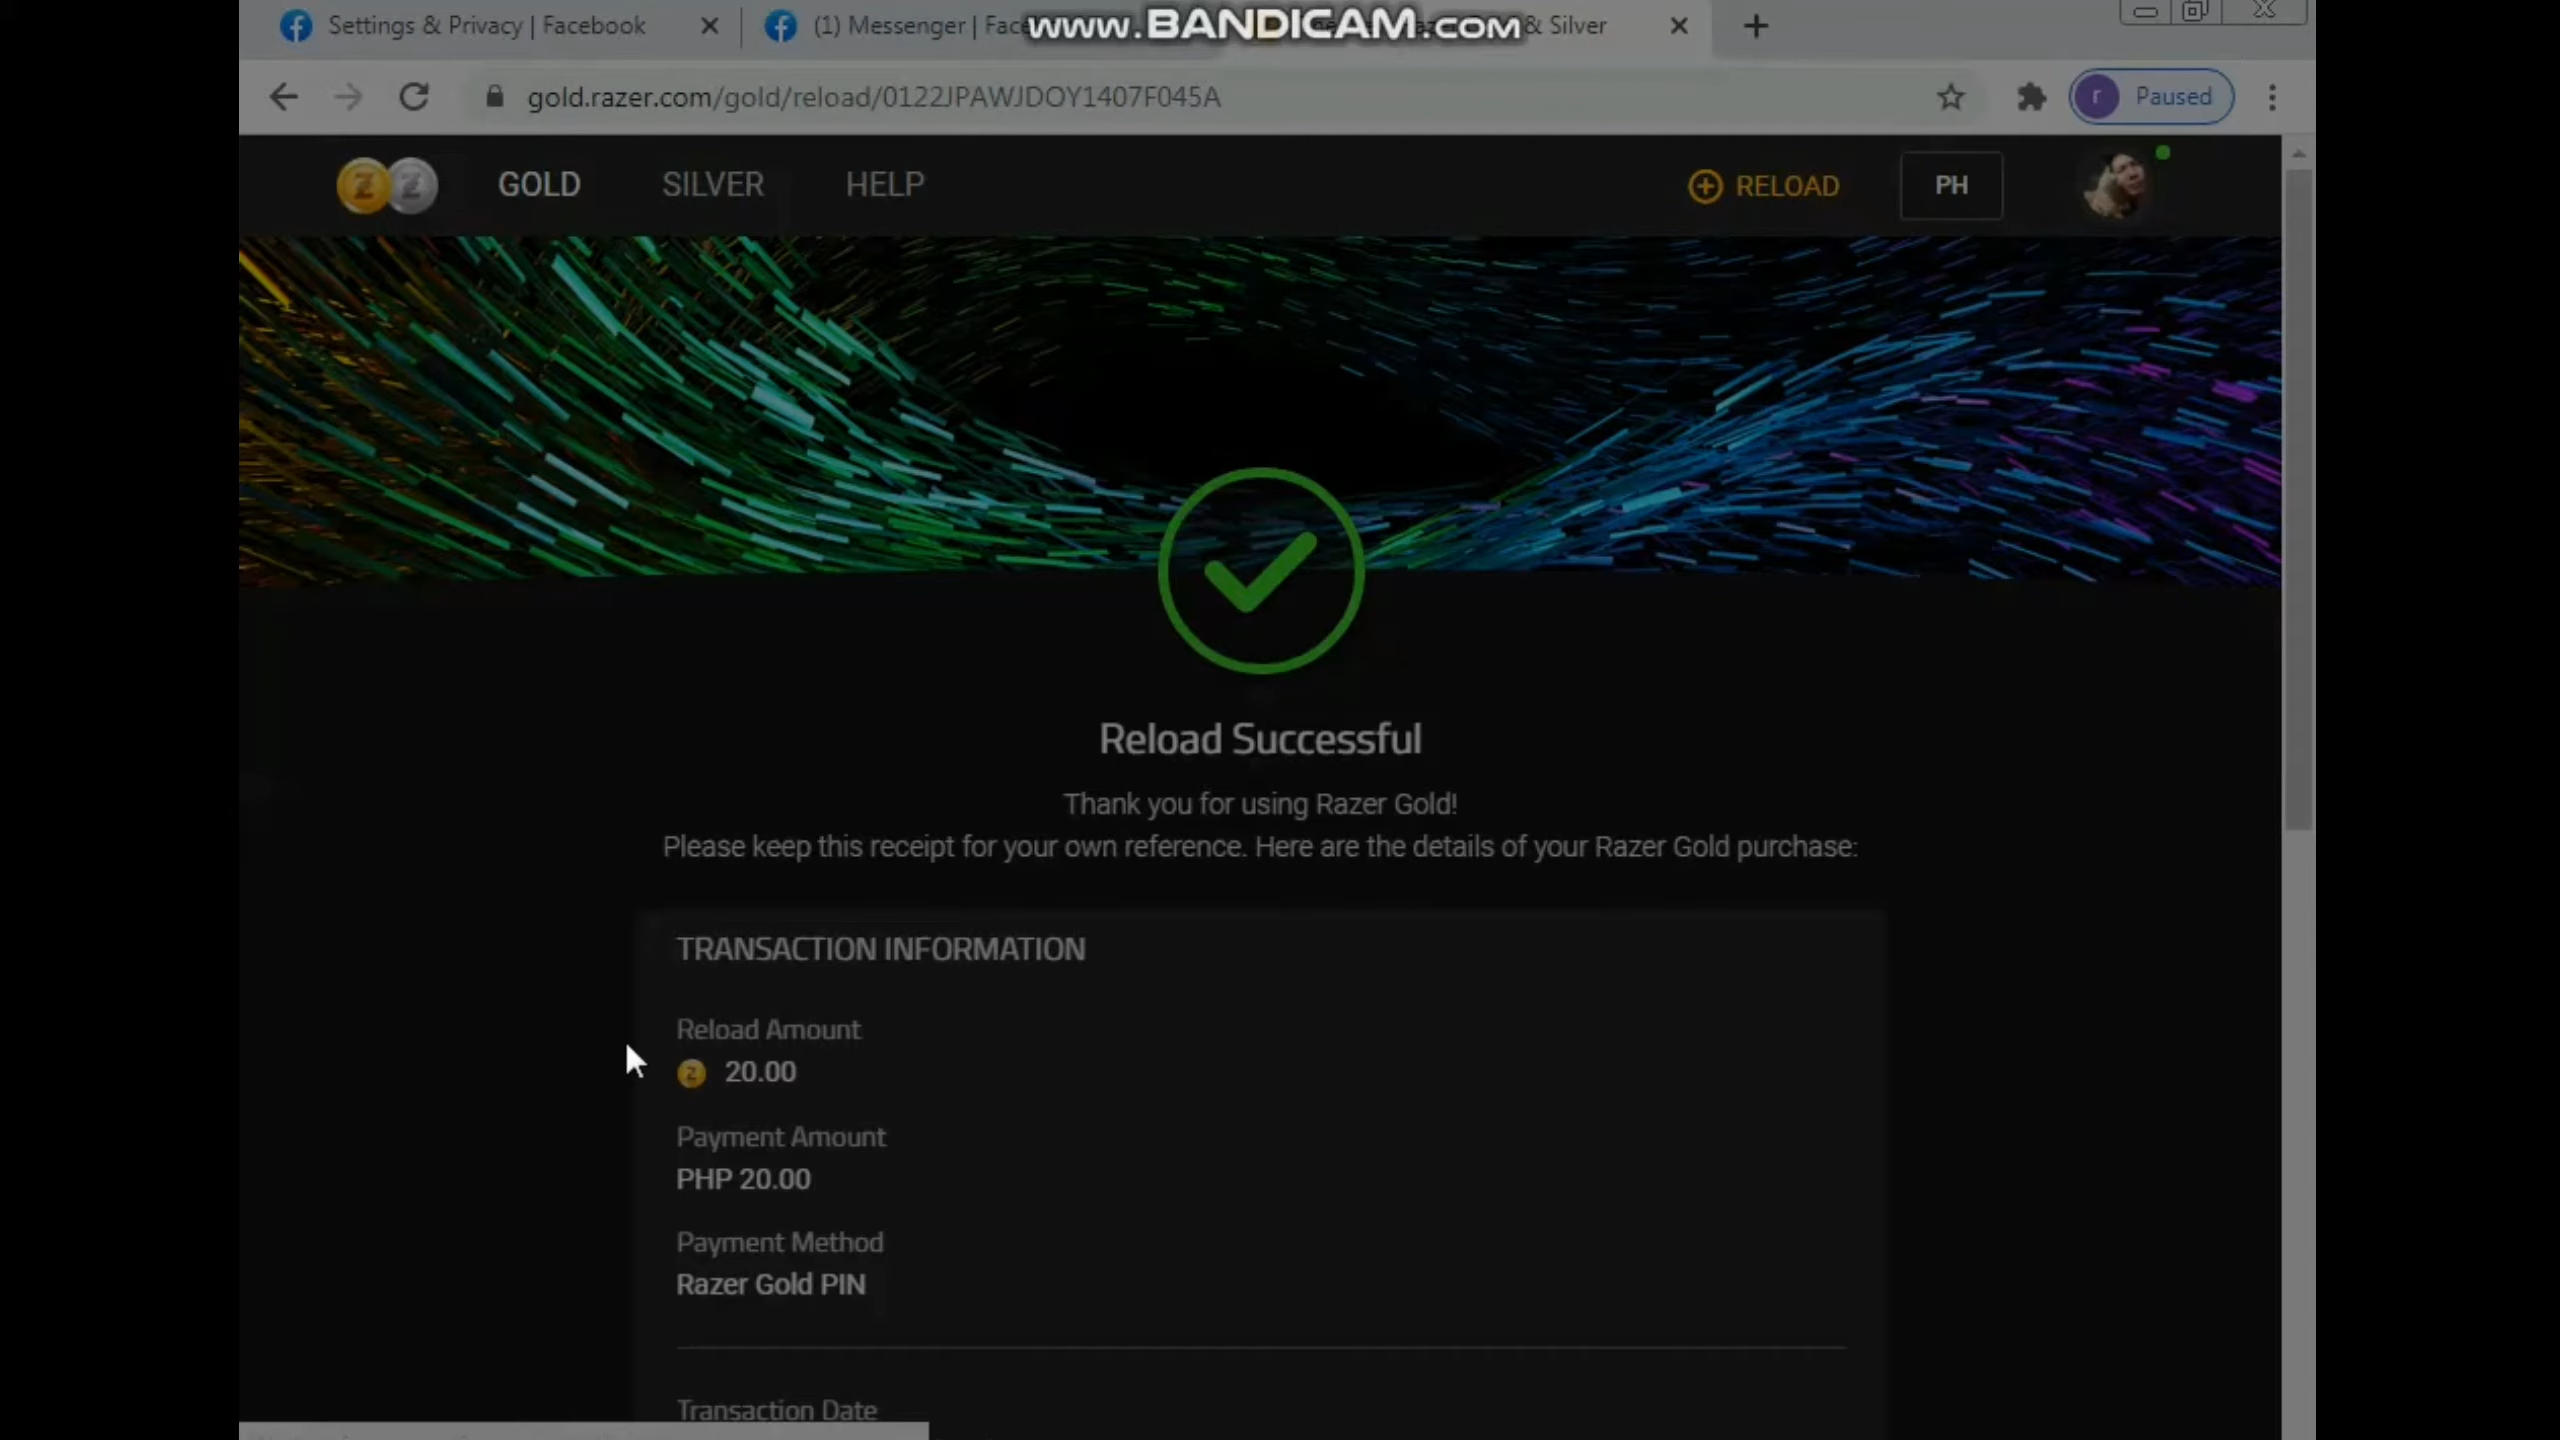 Settings & Privacy | Facebook
(1) Messenger | Fac
& Silver
www.BANDICAM.com
gold.razer.com/gold/reload/0122JPAWJDOY1407F045A
r
Paused
GOLD
SILVER
HELP
RELOAD
PH
Reload Successful
Thank you for using Razer Gold!
Please keep this receipt for your own reference. Here are the details of your Razer Gold purchase:
TRANSACTION INFORMATION
Reload Amount
20.00
Payment Amount
PHP 20.00
Payment Method
Razer Gold PIN
Transaction Date